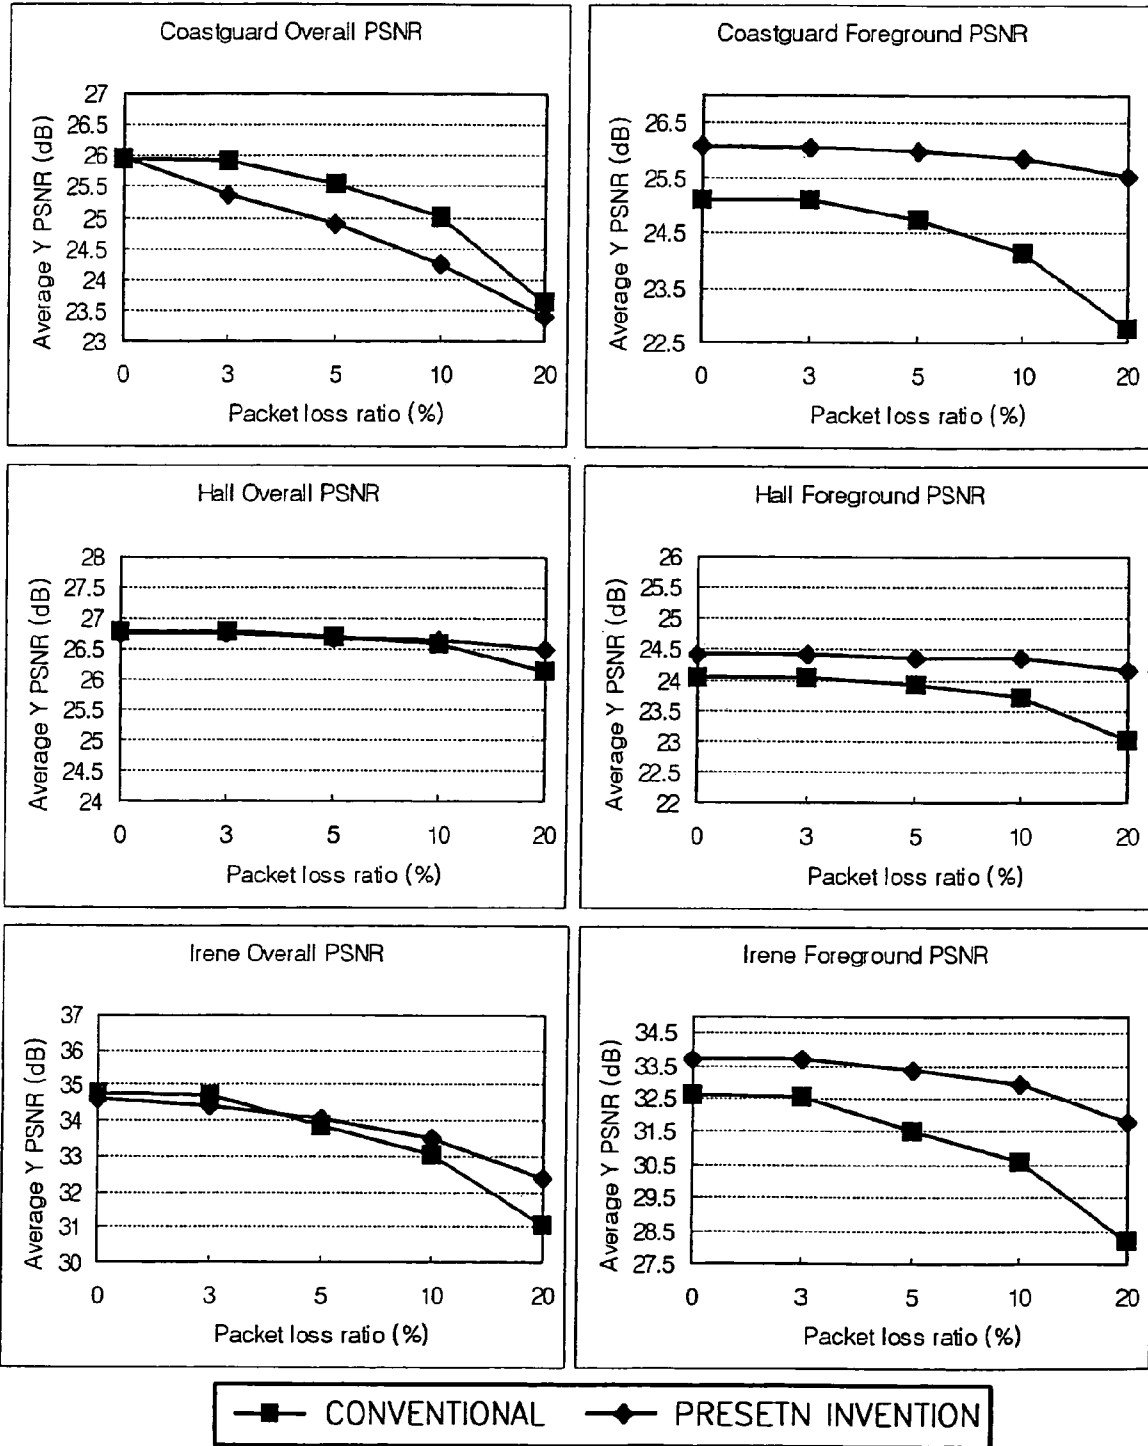 Coastguard Overall PSNR
Average Y PSNR (dB)
27
26.5
26
25.5
25
24.5
24
23.5
23
0 3 5 10 20
Packet loss ratio (%)
Coastguard Foreground PSNR
Average Y PSNR (dB)
26.5
25.5
24.5
23.5
22.5
0 3 5 10 20
Packet loss ratio (%)
Hall Overall PSNR
Average Y PSNR (dB)
28
27.5
27
26.5
26
25.5
25
24.5
24
0 3 5 10 20
Packet loss ratio (%)
Hall Foreground PSNR
Average Y PSNR (dB)
26
25.5
25
24.5
24
23.5
23
22.5
22
0 3 5 10 20
Packet loss ratio (%)
Irene Overall PSNR
Average Y PSNR (dB)
37
36
35
34
33
32
31
30
0 3 5 10 20
Packet loss ratio (%)
Irene Foreground PSNR
Average Y PSNR (dB)
34.5
33.5
32.5
31.5
30.5
29.5
28.5
27.5
0 3 5 10 20
Packet loss ratio (%)
CONVENTIONAL PRESETN INVENTION